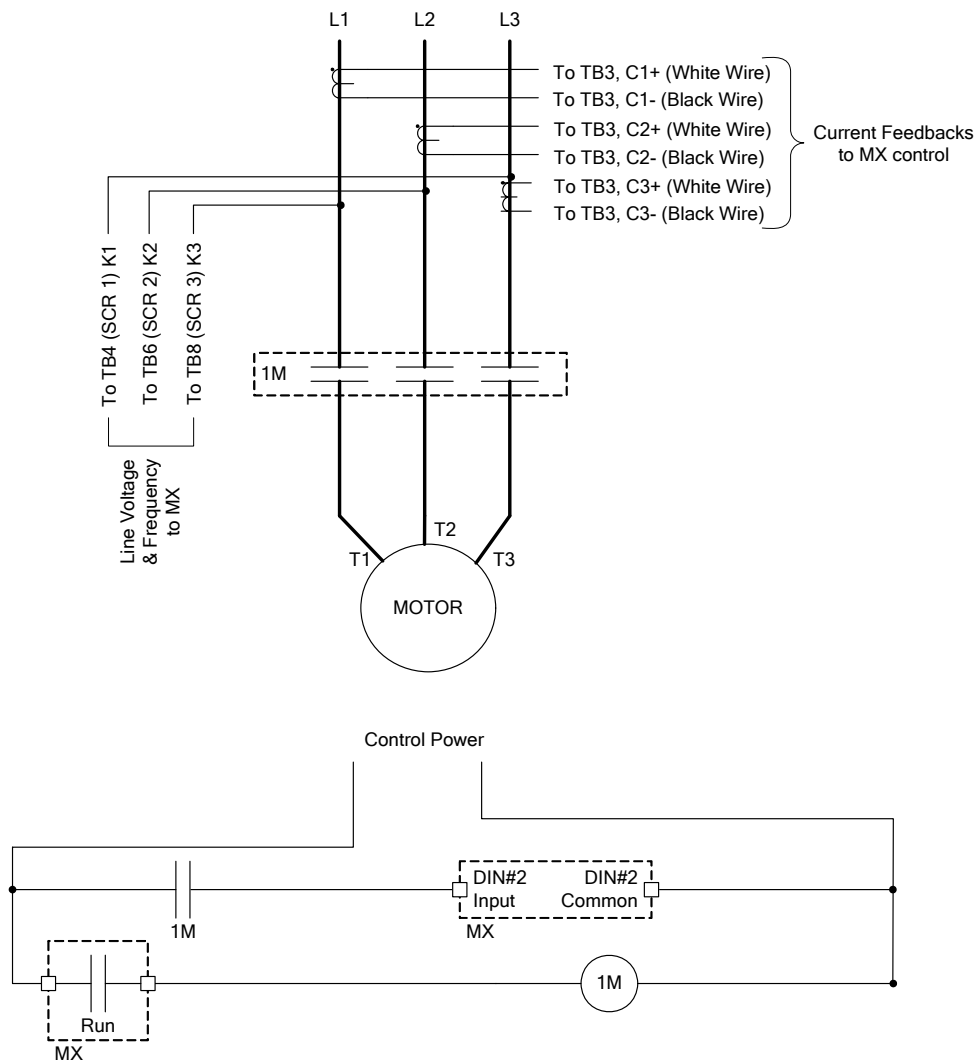 L1
L2
L3
To TB3, C1+ (White Wire)
To TB3, C1- (Black Wire)
To TB3, C2+ (White Wire)
To TB3, C2- (Black Wire)
To TB3, C3+ (White Wire)
To TB3, C3- (Black Wire)
Current Feedbacks
to MX control
To TB4 (SCR 1) K1
To TB6 (SCR 2) K2
To TB8 (SCR 3) K3
Line Voltage
& Frequency
to MX
1M
T1
T2
T3
MOTOR
Control Power
1M
DIN#2
Input
DIN#2
Common
MX
Run
MX
1M